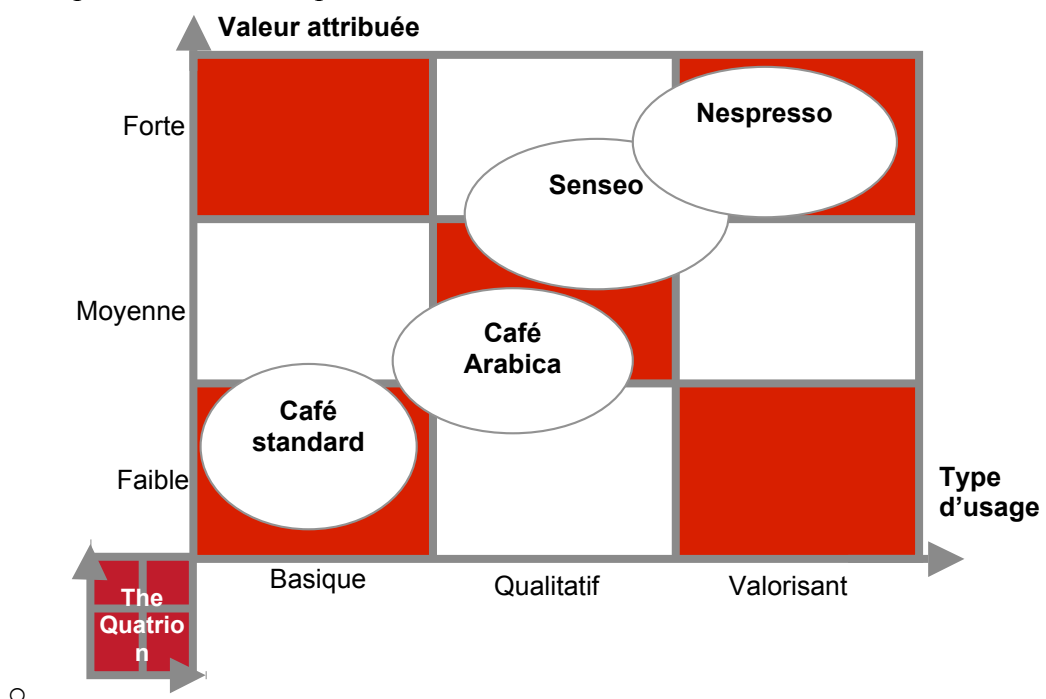 Valeur attribuée
Forte
Nespresso
Senseo
Moyenne
Café
Arabica
Café
standard
Faible
Type
d’usage
Basique
Qualitatif
Valorisant
The
Quatrio
n